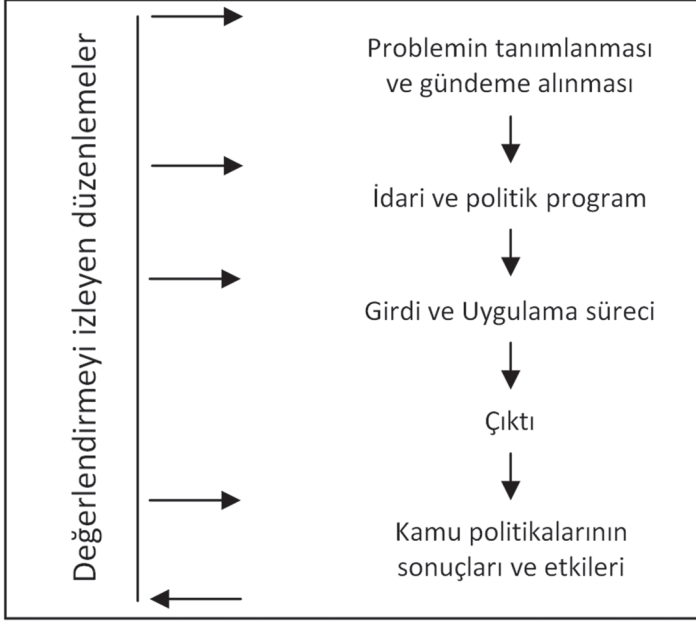 Değerlendirmeyi izleyen düzenlemeler
Problemin tanımlanması
ve gündeme alınması
İdari ve politik program
Girdi ve Uygulama süreci
Çıktı
Kamu politikalarının
sonuçları ve etkileri